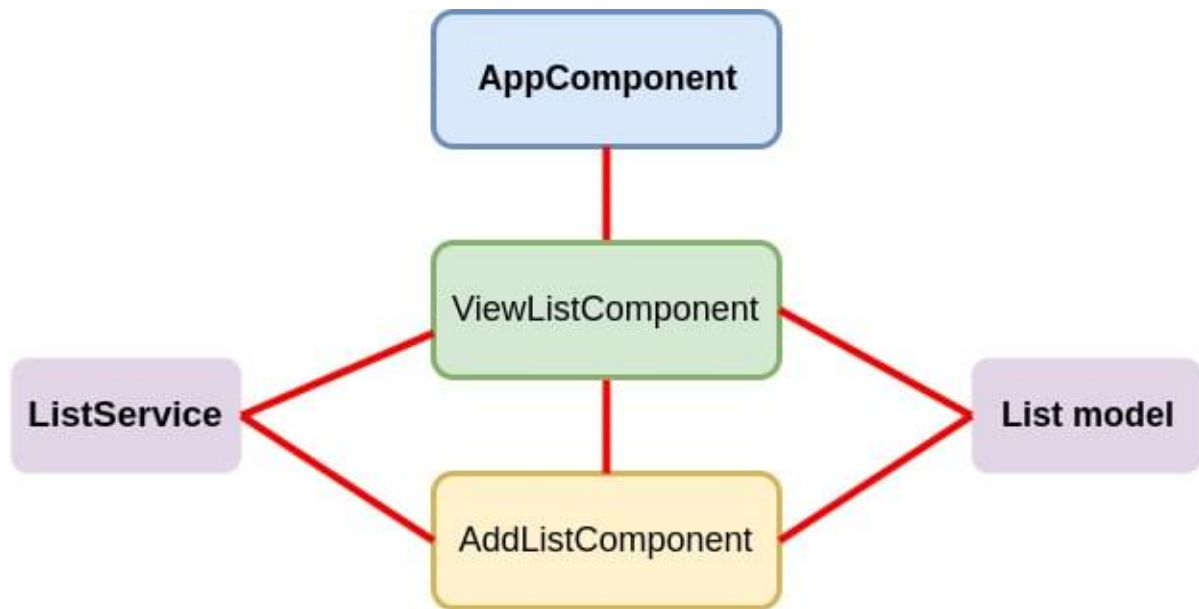 AppComponent
ViewListComponent
ListService
List model
AddListComponent